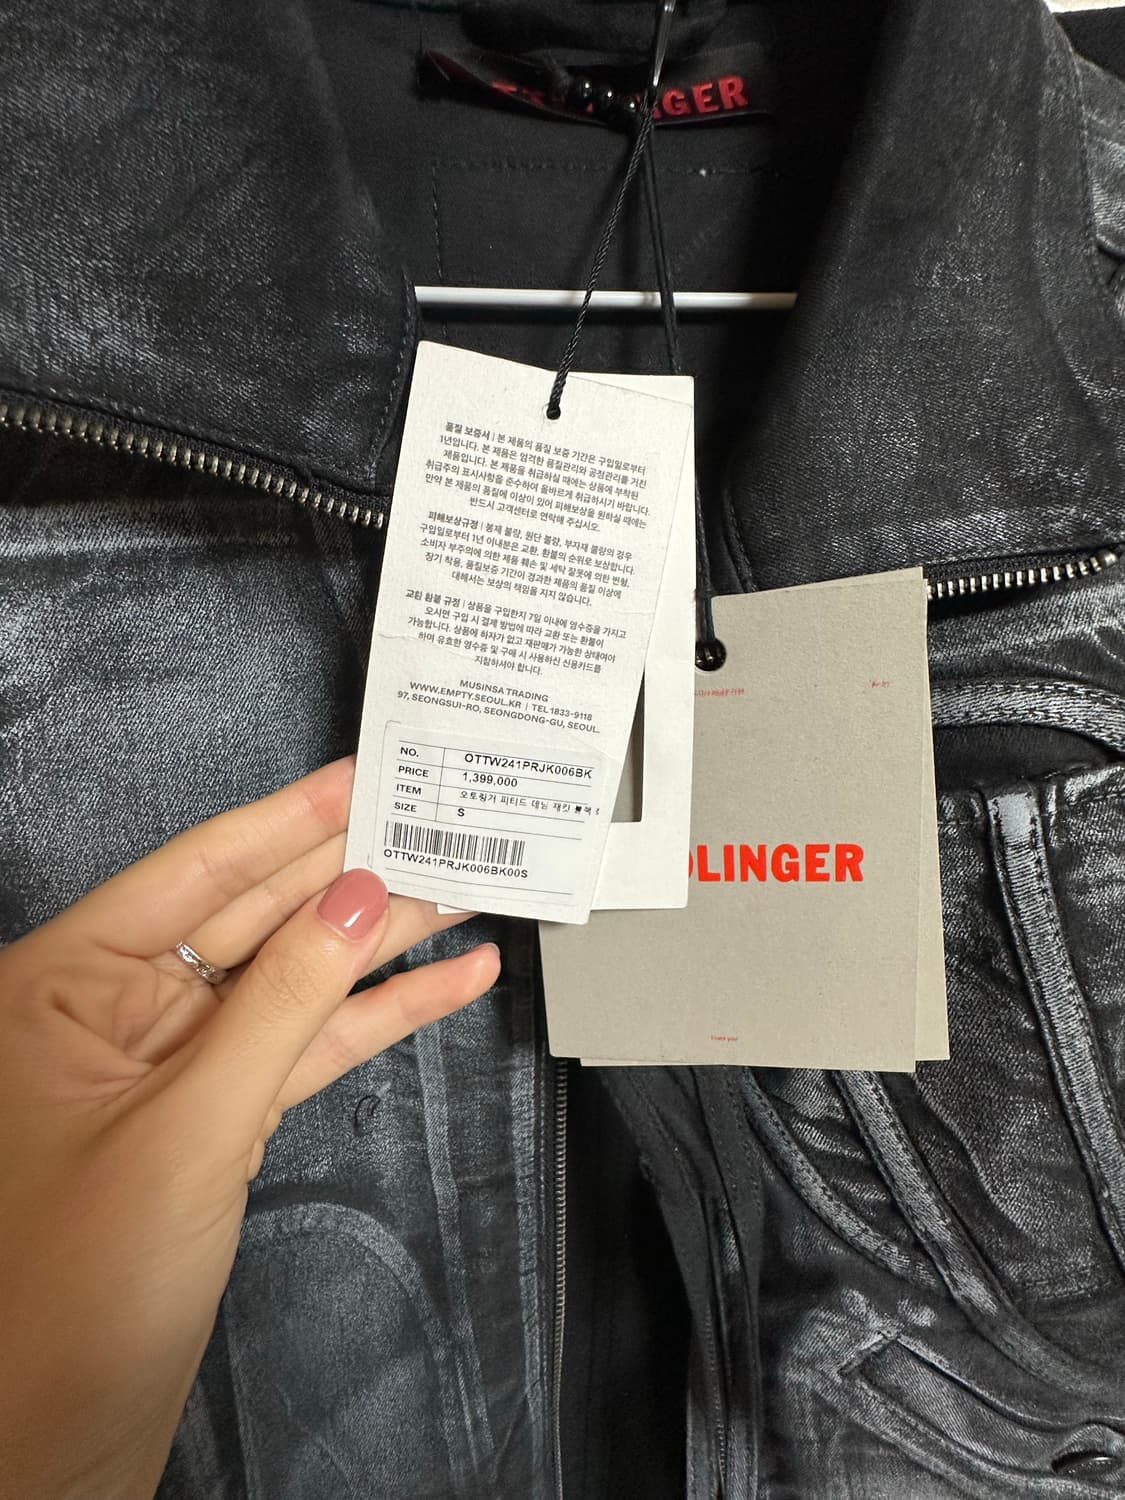 NGER
품질 보증서 | 본 제품의 품질 보증 기간은 구입일로부터
1년입니다. 본 제품은 엄격한 품질관리와 공정관리를 거친
제품입니다. 본 제품을 취급하실 때에는 상품에 부착된
취급주의 표시사항을 준수하여 올바르게 취급하시기 바랍니다.
만약 본 제품의 품질에 이상이 있어 피해보상을 원하실 때에는
반드시 고객센터로 연락해 주십시오.
피해보상규정 | 봉제 불량, 원단 불량, 부자재 불량의 경우
구입일로부터 1년 이내분은 교환, 환불의 순위로 보상합니다.
소비자 부주의에 의한 제품 훼손 및 세탁 잘못에 의한 변형,
장기 착용, 품질보증 기간이 경과한 제품의 품질 이상에
대해서는 보상의 책임을 지지 않습니다.
교환 환불 규정 | 상품을 구입한지 7일 이내에 영수증을 가지고
오시면 구입 시 결제 방법에 따라 교환 또는 환불이
가능합니다. 상품에 하자가 없고 재판매가 가능한 상태여야
하며 유효한 영수증 및 구매 시 사용하신 신용카드를
지참하셔야 합니다.
MUSINSA TRADING
WWW.EMPTY.SEOUL.KR | TEL 1833-9118
97, SEONGSUI-RO, SEONGDONG-GU, SEOUL.
NO. OTTW241PRJK006BK
PRICE 1,399,000
ITEM 오토링거 피티드 데님 재킷 블랙
SIZE S
OTTW241PRJK006BK00S
LINGER
Thank you!